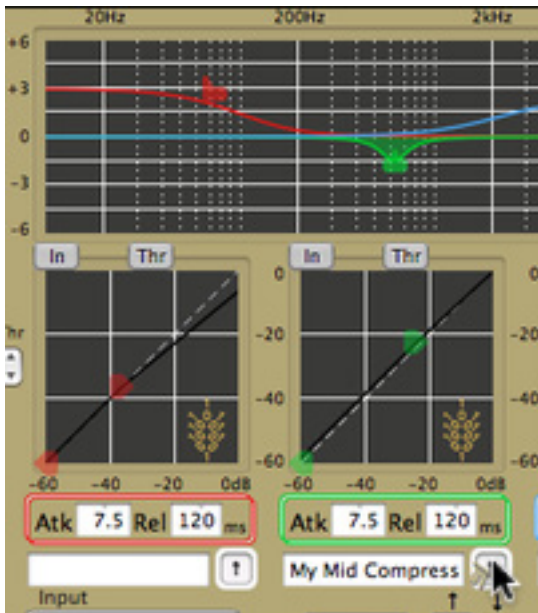 20Hz 200Hz 2kHz
+6
+3
0
-3
-6
In Thr In Thr
0 0
hr -20 -20
-40 -40
-60 -60
-60 -40 -20 0dB -60 -40 -20 0dB
Atk 7.5 Rel 120 ms Atk 7.5 Rel 120 ms
↑ My Mid Compress
Input ↑ ↓